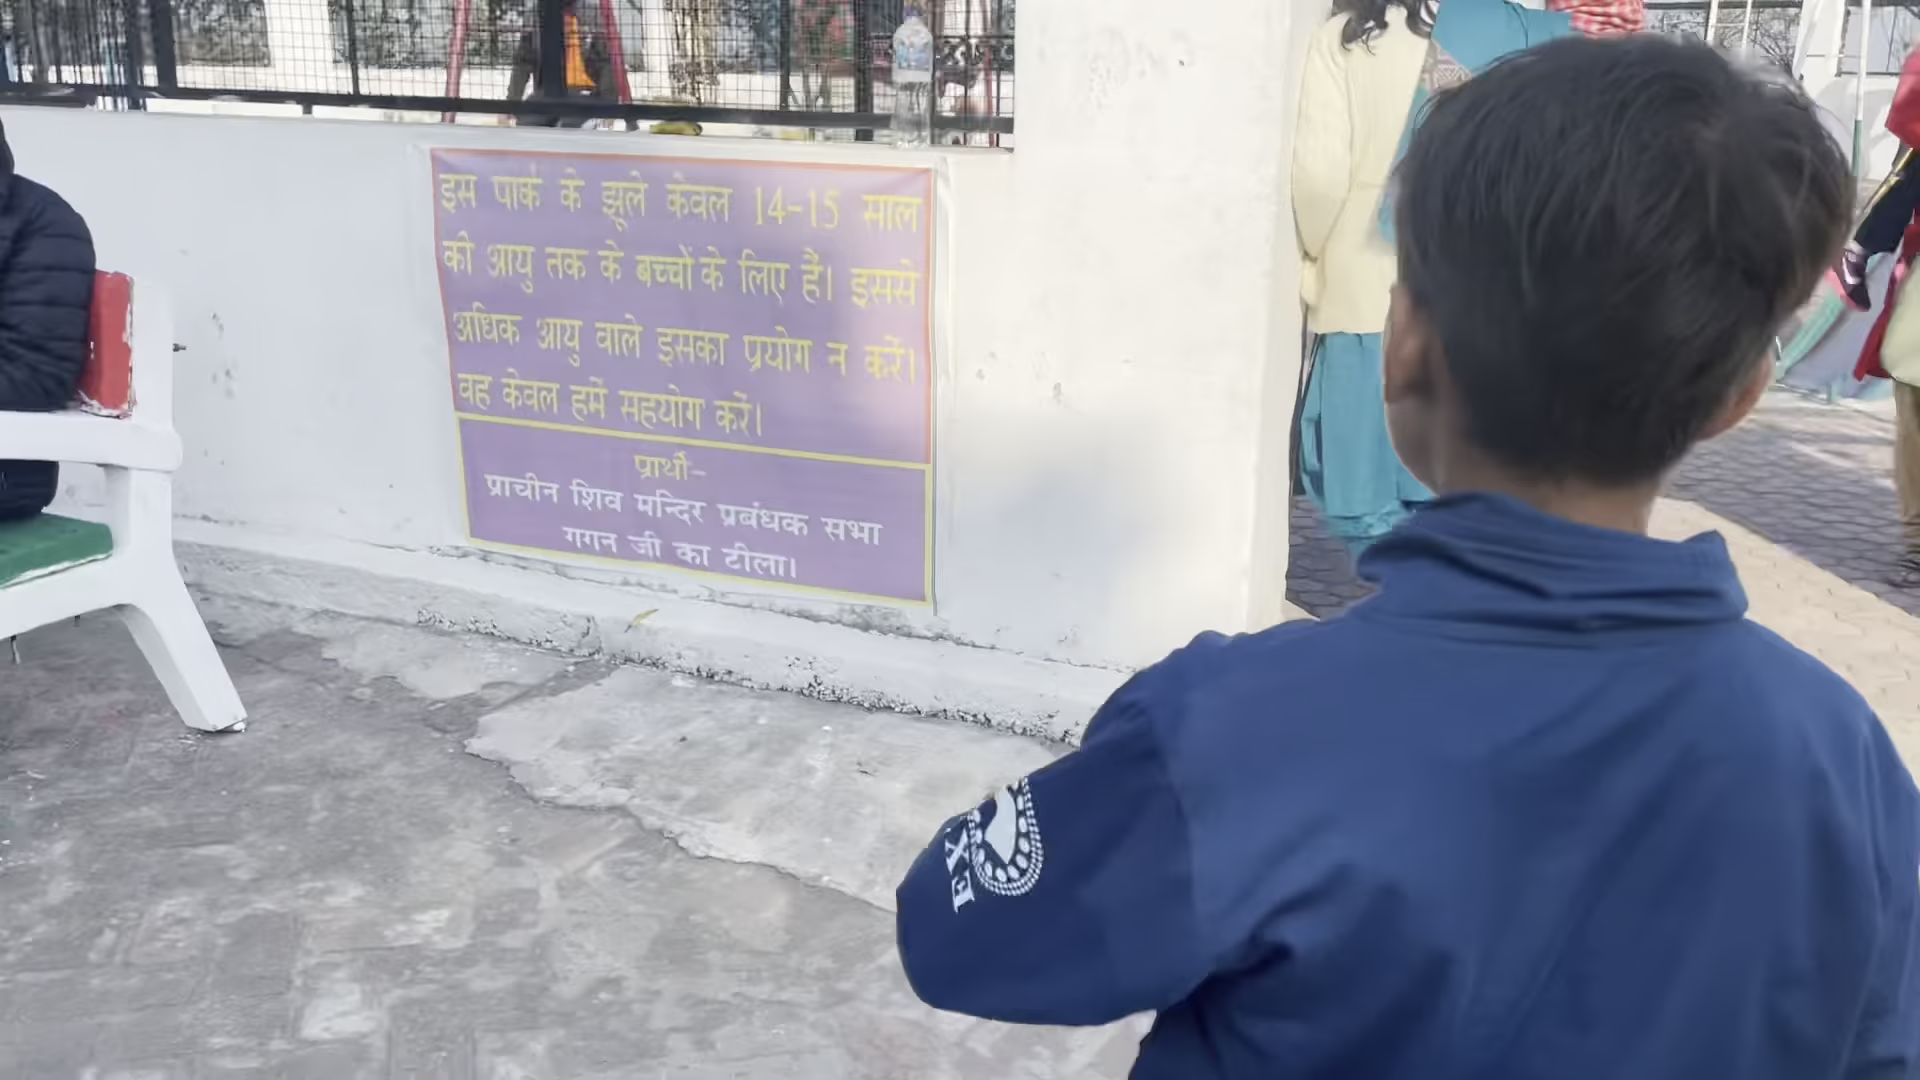 इस पार्क के झूले केवल 14-15 साल
की आयु तक के बच्चों के लिए हैं। इससे
अधिक आयु वाले इसका प्रयोग न करें।
वह केवल हमें सहयोग करें।
प्रार्थी-
प्राचीन शिव मन्दिर प्रबंधक सभा
गगन जी का टीला।
EX